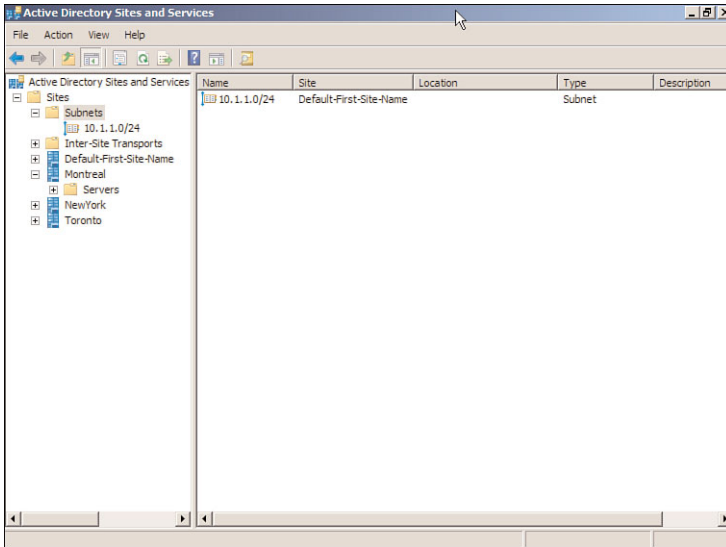 Active Directory Sites and Services
File Action View Help
Active Directory Sites and Services
Sites
Subnets
10.1.1.0/24
Inter-Site Transports
Default-First-Site-Name
Montreal
Servers
NewYork
Toronto
Name Site Location Type Description
10.1.1.0/24 Default-First-Site-Name Subnet